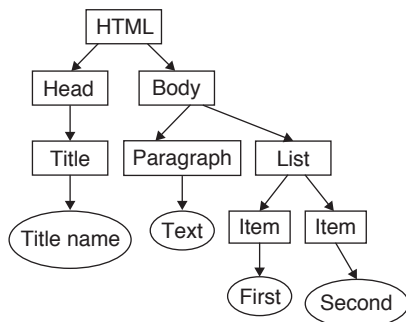 HTML
Head
Body
Title
Paragraph
List
Title name
Text
Item
Item
First
Second